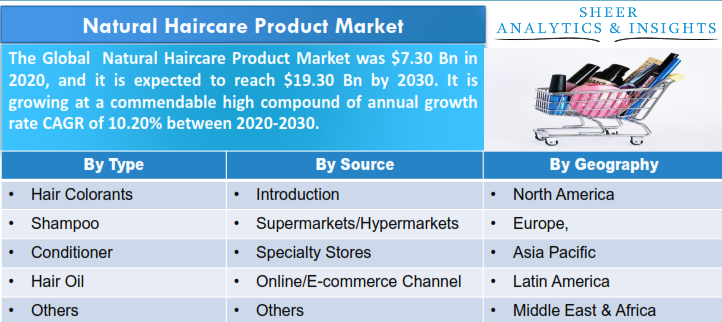 Natural Haircare Product Market
SHEER
ANALYTICS & INSIGHTS
The Global Natural Haircare Product Market was $7.30 Bn in
2020, and it is expected to reach $19.30 Bn by 2030. It is
growing at a commendable high compound of annual growth
rate CAGR of 10.20% between 2020-2030.
By Type
• Hair Colorants
• Shampoo
• Conditioner
• Hair Oil
• Others
By Source
• Introduction
• Supermarkets/Hypermarkets
• Specialty Stores
• Online/E-commerce Channel
• Others
By Geography
• North America
• Europe,
• Asia Pacific
• Latin America
• Middle East & Africa